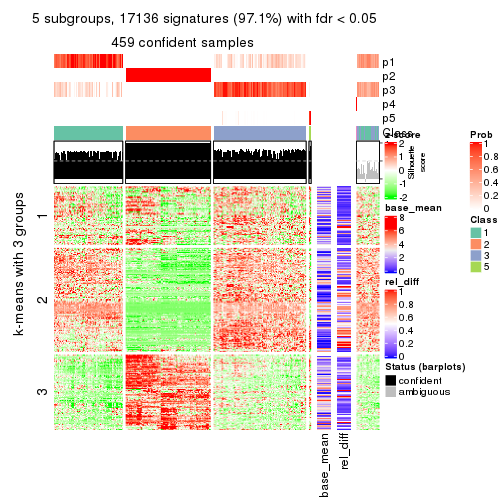 5 subgroups, 17136 signatures (97.1%) with fdr < 0.05
459 confident samples
p1
p2
p3
p4
p5
Class
z-score
2
1
0
-1
-2
Silhouette
score
Prob
1
0.8
0.6
0.4
0.2
0
Class
1
2
3
5
base_mean
8
6
4
2
0
rel_diff
1
0.8
0.6
0.4
0.2
0
Status (barplots)
confident
ambiguous
k-means with 3 groups
1
2
3
base_mean
rel_diff